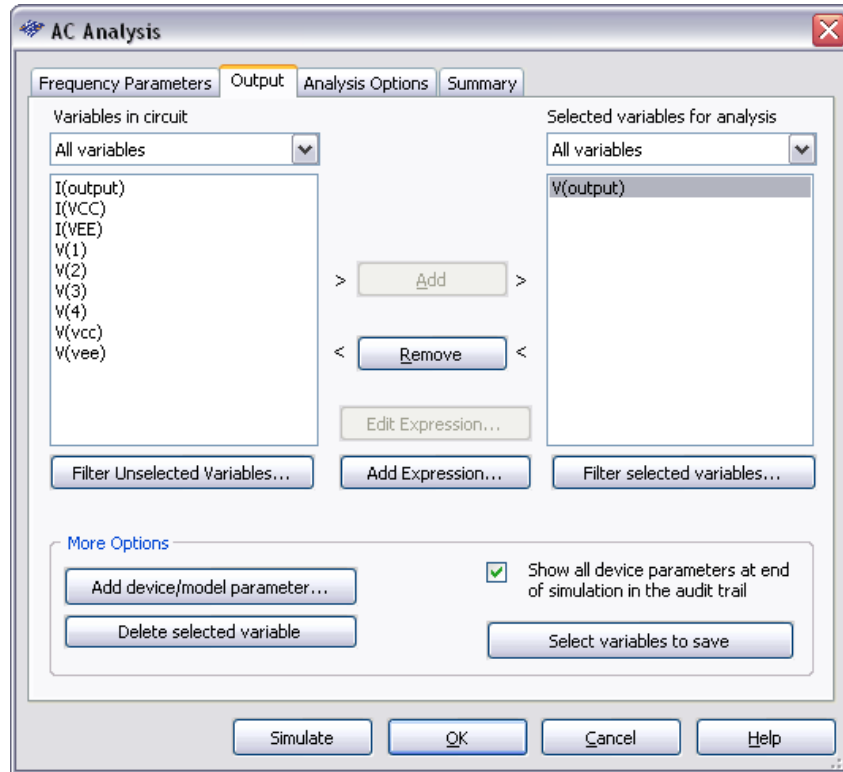 AC Analysis
Frequency Parameters Output Analysis Options Summary
Variables in circuit
Selected variables for analysis
All variables
All variables
I(output)
I(VCC)
I(VEE)
V(1)
V(2)
V(3)
V(4)
V(vcc)
V(vee)
V(output)
> Add >
< Remove <
Edit Expression...
Filter Unselected Variables...
Add Expression...
Filter selected variables...
More Options
Add device/model parameter...
Delete selected variable
Show all device parameters at end
of simulation in the audit trail
Select variables to save
Simulate
OK
Cancel
Help